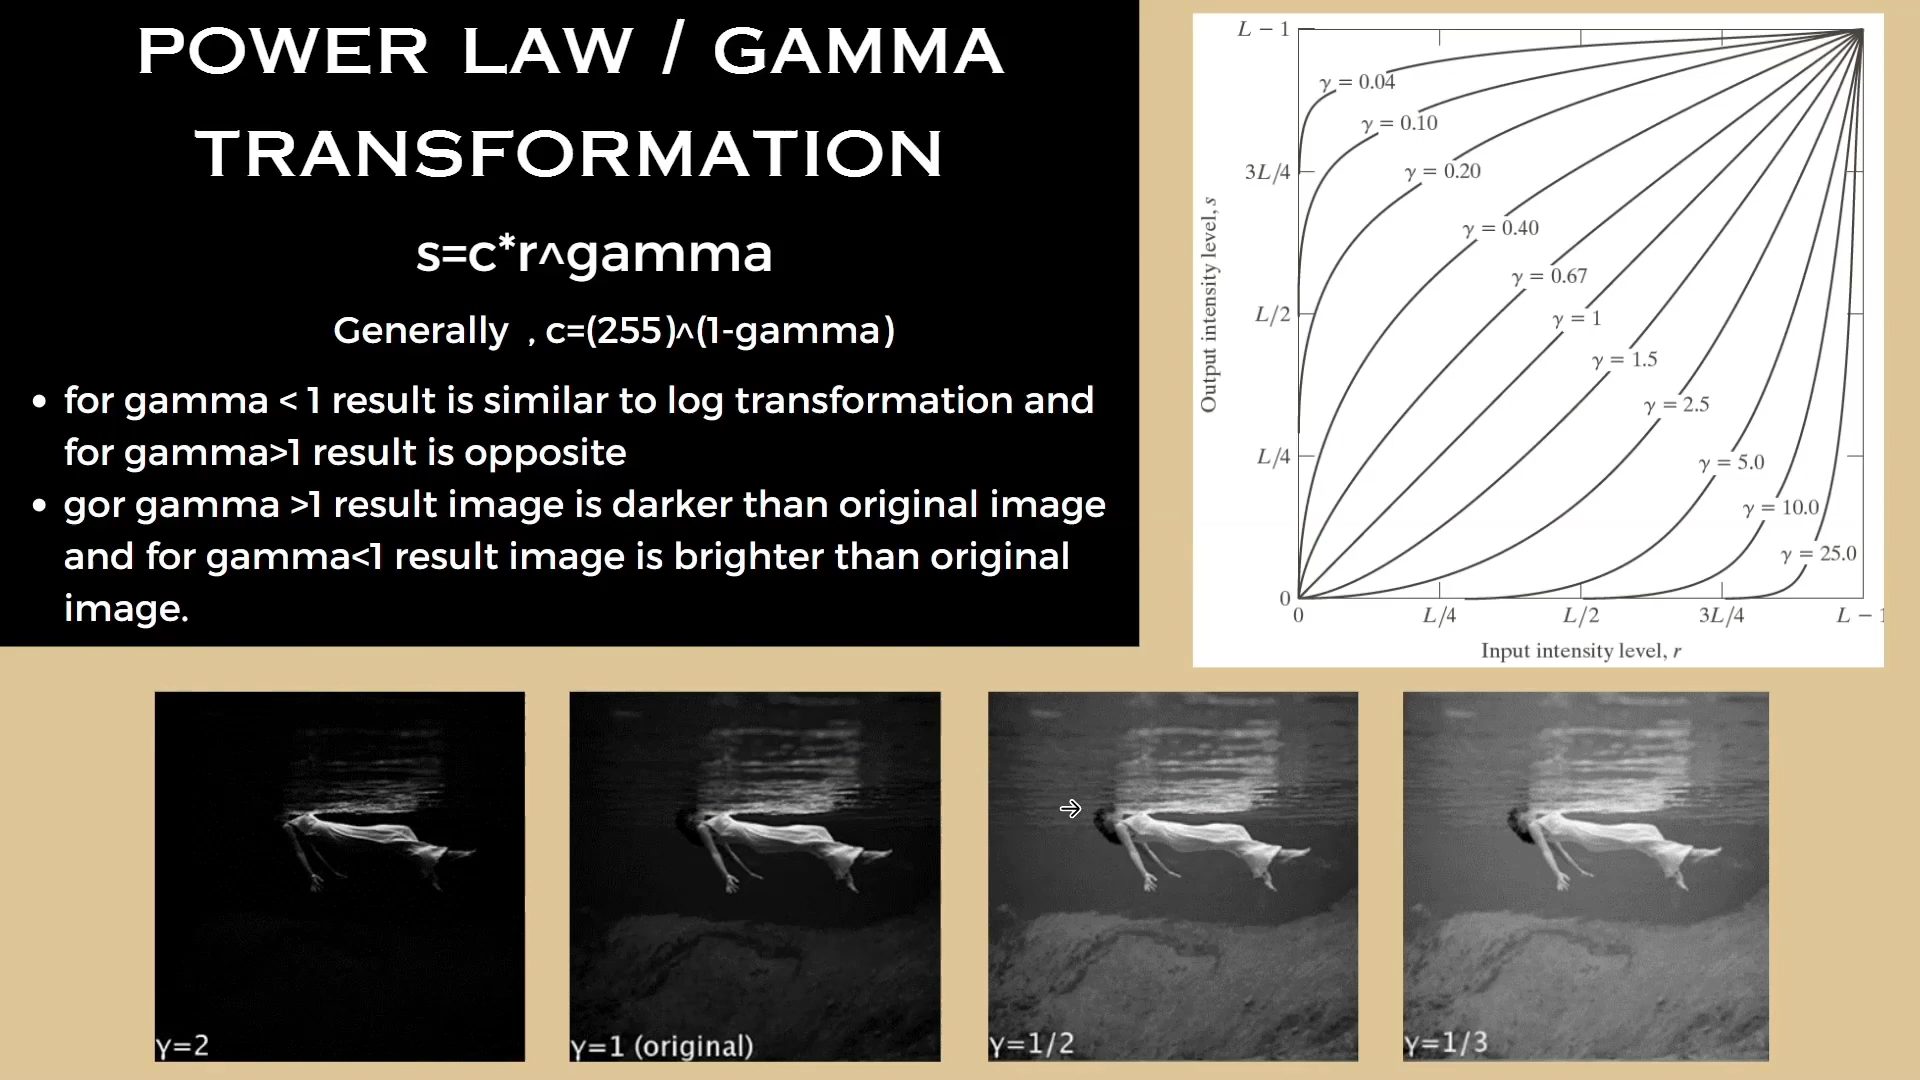 POWER LAW / GAMMA
TRANSFORMATION
s=c*r^gamma
Generally , c=(255)^(1-gamma)
• for gamma < 1 result is similar to log transformation and
for gamma>1 result is opposite
• gor gamma >1 result image is darker than original image
and for gamma<1 result image is brighter than original
image.
L − 1
γ = 0.04
γ = 0.10
3L/4
γ = 0.20
γ = 0.40
γ = 0.67
L/2
γ = 1
γ = 1.5
γ = 2.5
L/4
γ = 5.0
γ = 10.0
γ = 25.0
Output intensity level, s
0
0 L/4 L/2 3L/4 L − 1
Input intensity level, r
γ=2
γ=1 (original)
γ=1/2
γ=1/3